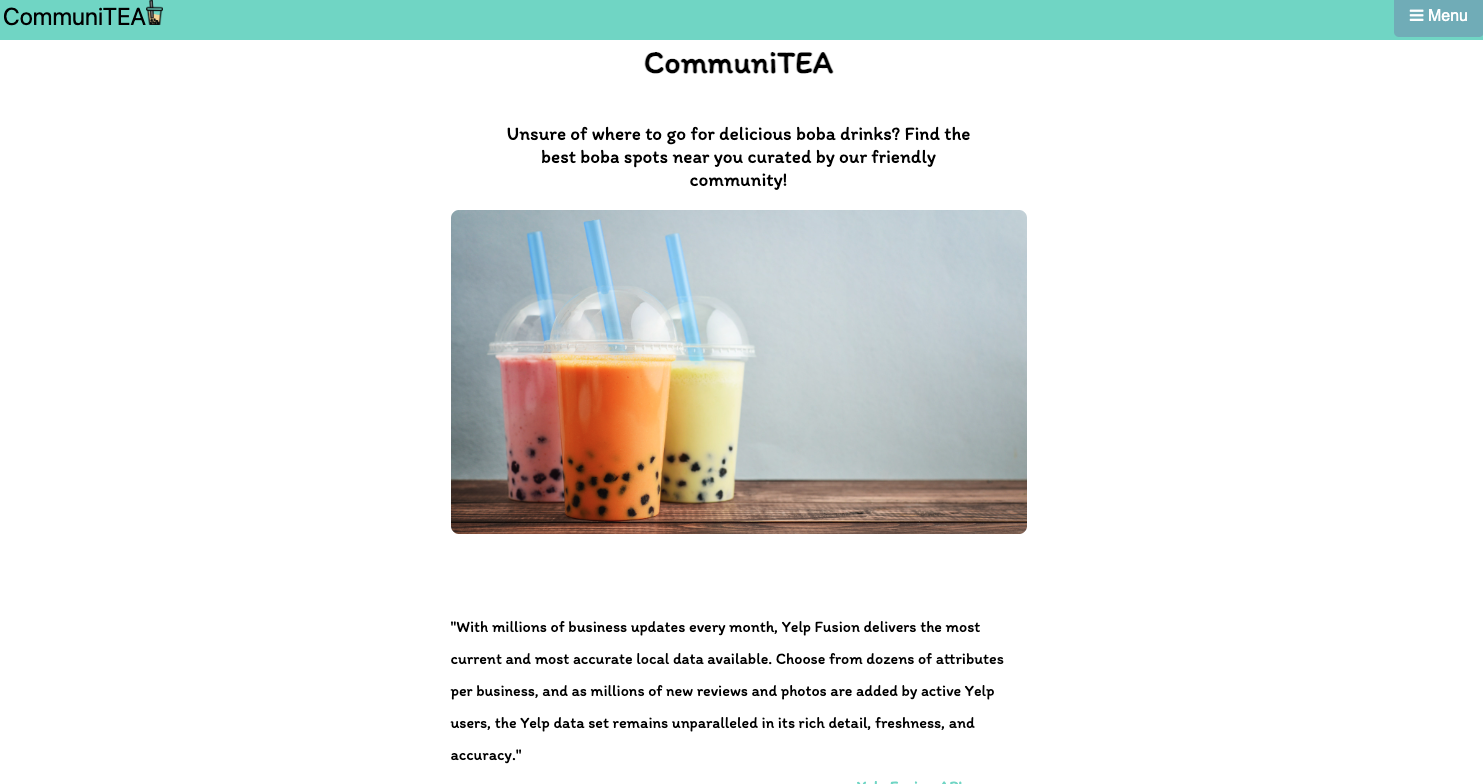 CommuniTEA
Menu
CommuniTEA
Unsure of where to go for delicious boba drinks? Find the
best boba spots near you curated by our friendly
community!
"With millions of business updates every month, Yelp Fusion delivers the most
current and most accurate local data available. Choose from dozens of attributes
per business, and as millions of new reviews and photos are added by active Yelp
users, the Yelp data set remains unparalleled in its rich detail, freshness, and
accuracy."
Yelp Fusion API